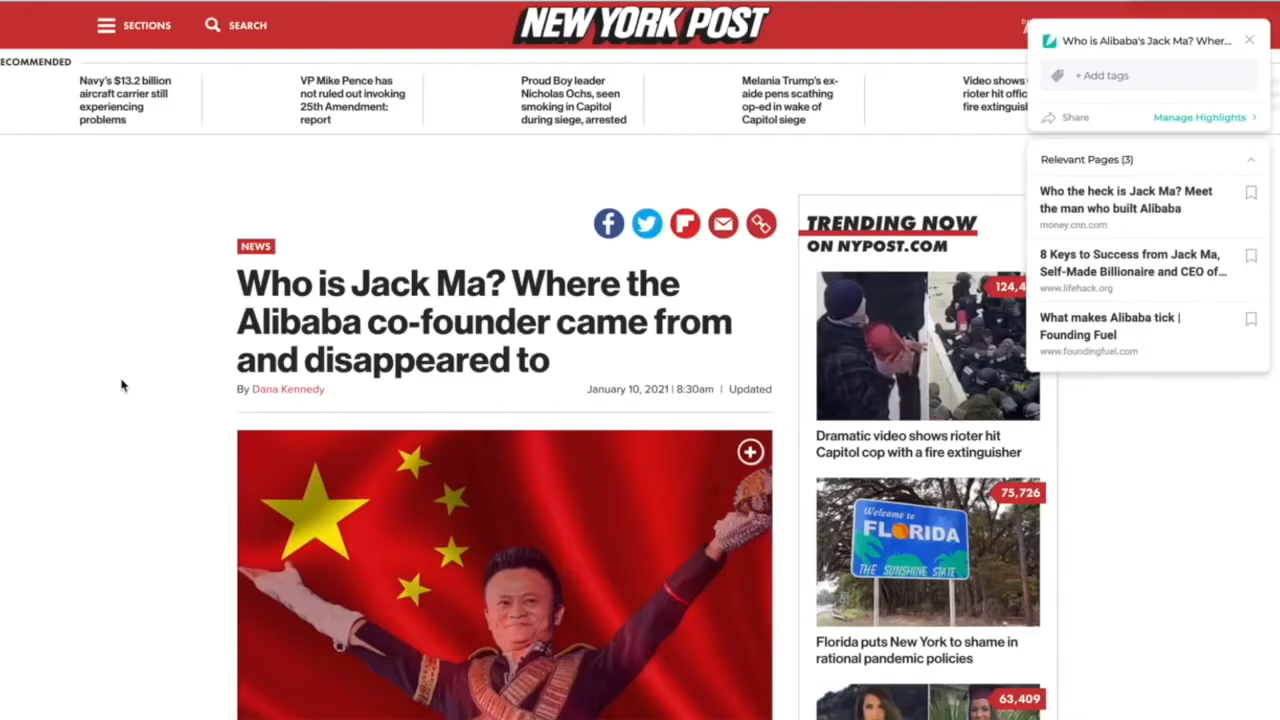 SECTIONS
SEARCH
NEW YORK POST
ECOMMENDED
Navy's $13.2 billion
aircraft carrier still
experiencing
problems
VP Mike Pence has
not ruled out invoking
25th Amendment:
report
Proud Boy leader
Nicholas Ochs, seen
smoking in Capitol
during siege, arrested
Melania Trump's ex-
aide pens scathing
op-ed in wake of
Capitol siege
Video shows
rioter hit offic
fire extinguish
Who is Alibaba's Jack Ma? Wher...
+ Add tags
Share
Manage Highlights
Relevant Pages (3)
Who the heck is Jack Ma? Meet
the man who built Alibaba
money.cnn.com
8 Keys to Success from Jack Ma,
Self-Made Billionaire and CEO of...
www.lifehack.org
What makes Alibaba tick |
Founding Fuel
www.foundingfuel.com
NEWS
Who is Jack Ma? Where the
Alibaba co-founder came from
and disappeared to
By Dana Kennedy
January 10, 2021 | 8:30am | Updated
TRENDING NOW
ON NYPOST.COM
124,4
Dramatic video shows rioter hit
Capitol cop with a fire extinguisher
75,726
Welcome to
FLORIDA
THE SUNSHINE STATE
Florida puts New York to shame in
rational pandemic policies
63,409